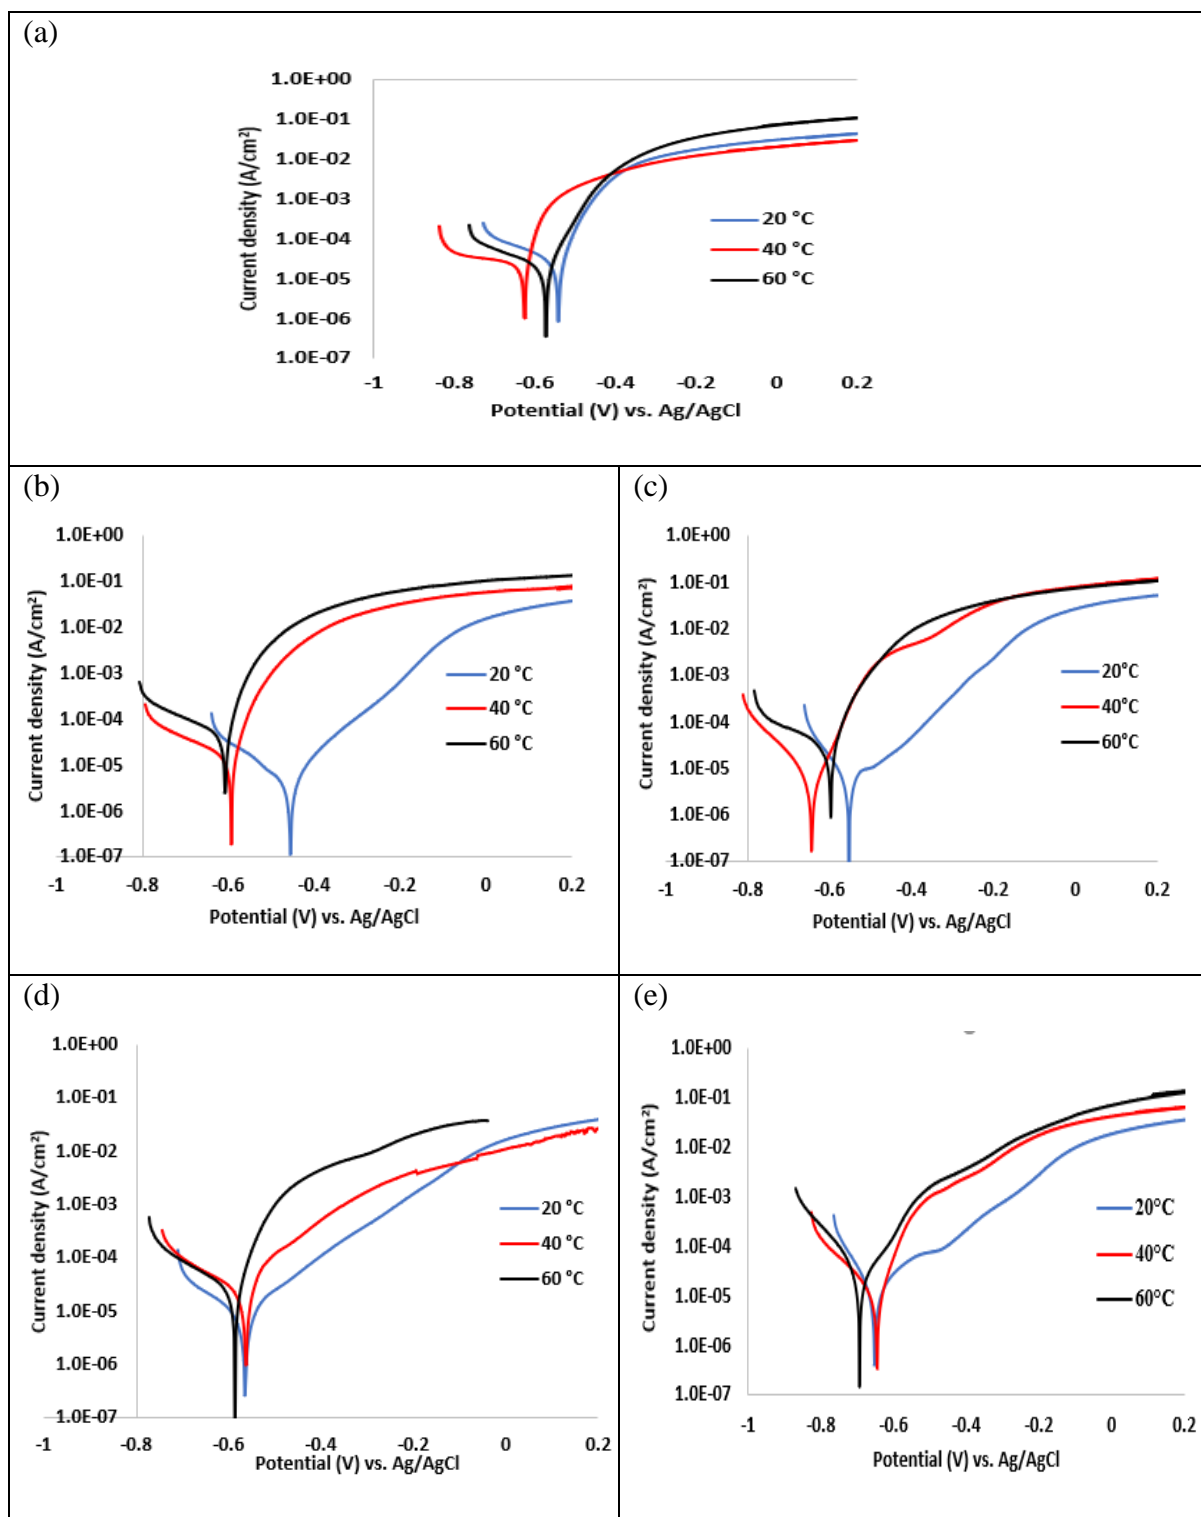 (a)
1.0E+00
1.0E-01
1.0E-02
1.0E-03
1.0E-04
1.0E-05
1.0E-06
1.0E-07
Current density (A/cm²)
20 °C
40 °C
60 °C
-1 -0.8 -0.6 -0.4 -0.2 0 0.2
Potential (V) vs. Ag/AgCl
(b)
1.0E+00
1.0E-01
1.0E-02
1.0E-03
1.0E-04
1.0E-05
1.0E-06
1.0E-07
Current density (A/cm²)
20 °C
40 °C
60 °C
-1 -0.8 -0.6 -0.4 -0.2 0 0.2
Potential (V) vs. Ag/AgCl
(c)
1.0E+00
1.0E-01
1.0E-02
1.0E-03
1.0E-04
1.0E-05
1.0E-06
1.0E-07
Current density (A/cm²)
20°C
40°C
60°C
-1 -0.8 -0.6 -0.4 -0.2 0 0.2
Potential (V) vs. Ag/AgCl
(d)
1.0E+00
1.0E-01
1.0E-02
1.0E-03
1.0E-04
1.0E-05
1.0E-06
1.0E-07
Current density (A/cm²)
20 °C
40 °C
60 °C
-1 -0.8 -0.6 -0.4 -0.2 0 0.2
Potential (V) vs. Ag/AgCl
(e)
1.0E+00
1.0E-01
1.0E-02
1.0E-03
1.0E-04
1.0E-05
1.0E-06
1.0E-07
Current density (A/cm²)
20°C
40°C
60°C
-1 -0.8 -0.6 -0.4 -0.2 0 0.2
Potential (V) vs. Ag/AgCl